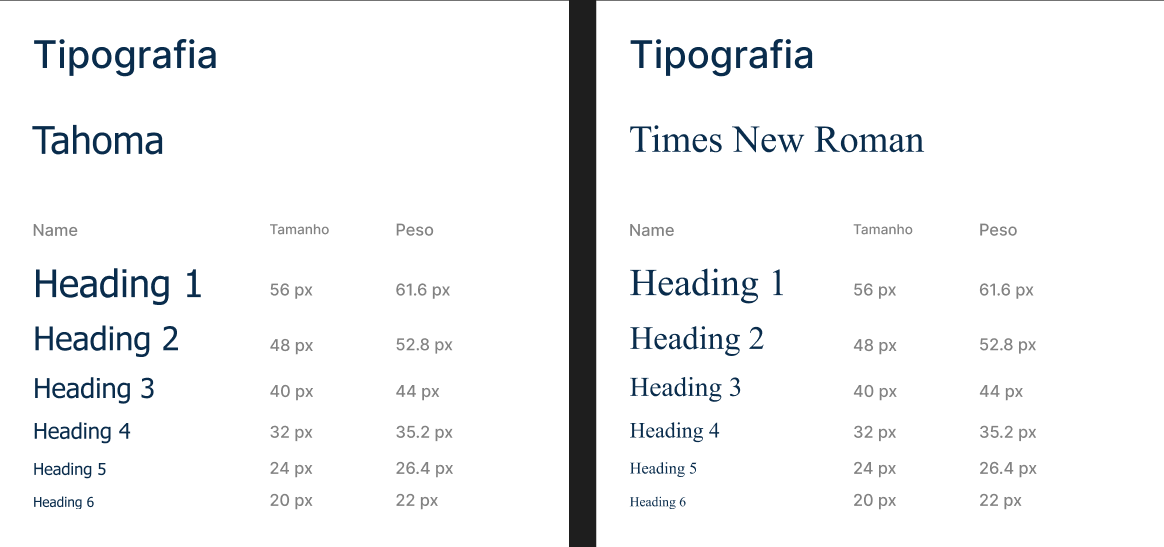 Tipografia
Tahoma
Name Tamanho Peso
Heading 1 56 px 61.6 px
Heading 2 48 px 52.8 px
Heading 3 40 px 44 px
Heading 4 32 px 35.2 px
Heading 5 24 px 26.4 px
Heading 6 20 px 22 px
Tipografia
Times New Roman
Name Tamanho Peso
Heading 1 56 px 61.6 px
Heading 2 48 px 52.8 px
Heading 3 40 px 44 px
Heading 4 32 px 35.2 px
Heading 5 24 px 26.4 px
Heading 6 20 px 22 px